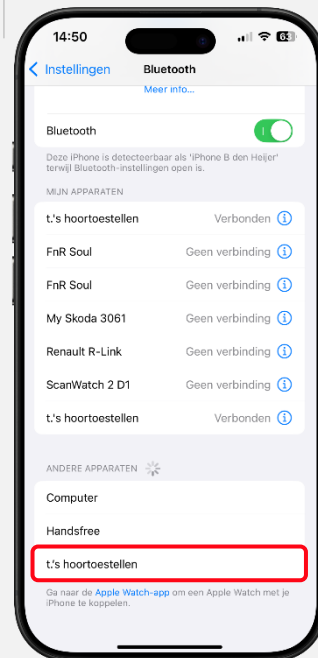 14:50
63
Instellingen Bluetooth
Meer info...
Bluetooth
Deze iPhone is detecteerbaar als 'iPhone B den Heijer'
terwijl Bluetooth-instellingen open is.
MIJN APPARATEN
t.'s hoortoestellen Verbonden
FnR Soul Geen verbinding
FnR Soul Geen verbinding
My Skoda 3061 Geen verbinding
Renault R-Link Geen verbinding
ScanWatch 2 D1 Geen verbinding
t.'s hoortoestellen Verbonden
ANDERE APPARATEN
Computer
Handsfree
t.'s hoortoestellen
Ga naar de Apple Watch-app om een Apple Watch met je
iPhone te koppelen.